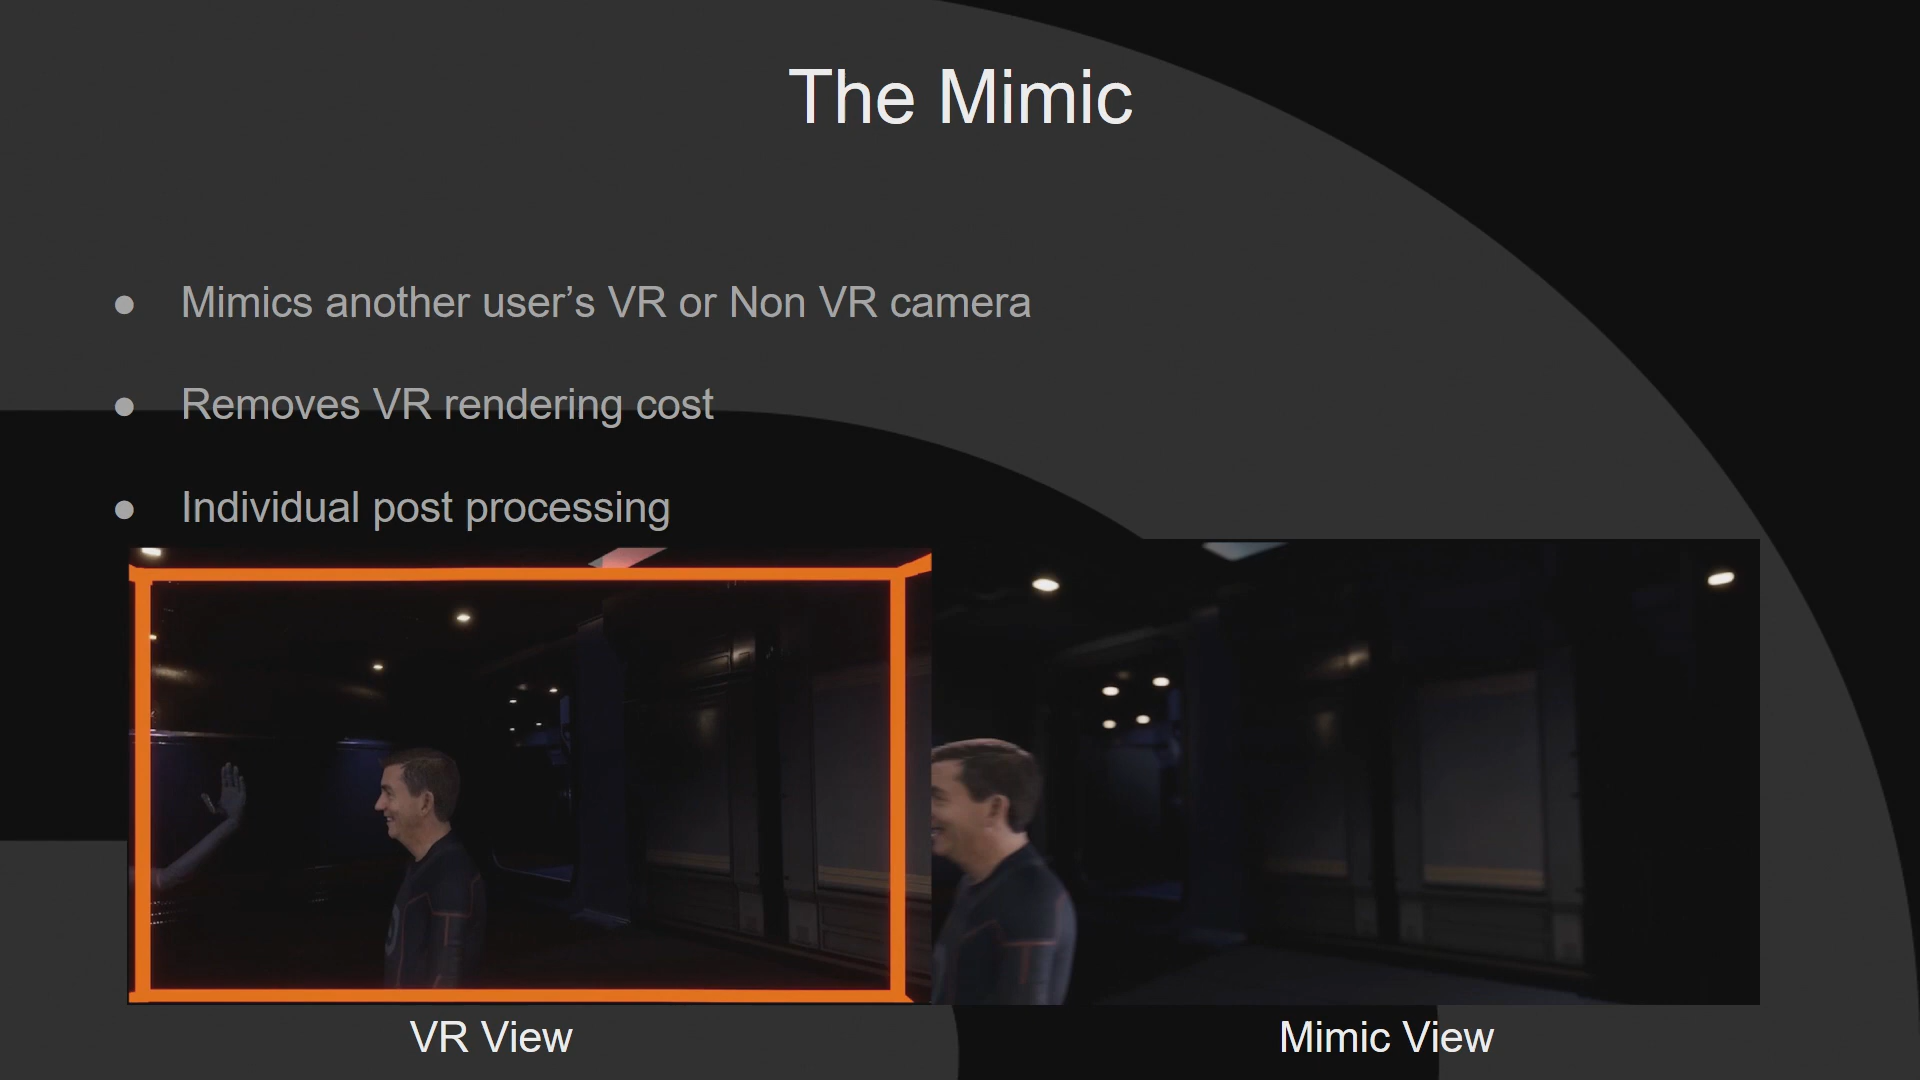 The Mimic
● Mimics another user’s VR or Non VR camera
● Removes VR rendering cost
● Individual post processing
VR View
Mimic View